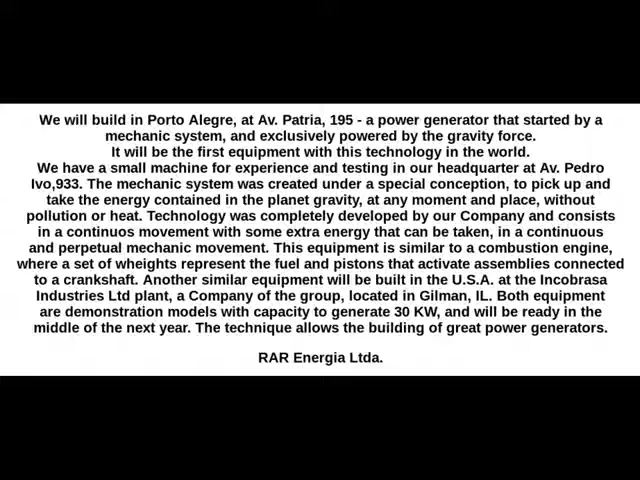 We will build in Porto Alegre, at Av. Patria, 195 - a power generator that started by a
mechanic system, and exclusively powered by the gravity force.
It will be the first equipment with this technology in the world.
We have a small machine for experience and testing in our headquarter at Av. Pedro
Ivo,933. The mechanic system was created under a special conception, to pick up and
take the energy contained in the planet gravity, at any moment and place, without
pollution or heat. Technology was completely developed by our Company and consists
in a continuos movement with some extra energy that can be taken, in a continuous
and perpetual mechanic movement. This equipment is similar to a combustion engine,
where a set of wheights represent the fuel and pistons that activate assemblies connected
to a crankshaft. Another similar equipment will be built in the U.S.A. at the Incobrasa
Industries Ltd plant, a Company of the group, located in Gilman, IL. Both equipment
are demonstration models with capacity to generate 30 KW, and will be ready in the
middle of the next year. The technique allows the building of great power generators.
RAR Energia Ltda.